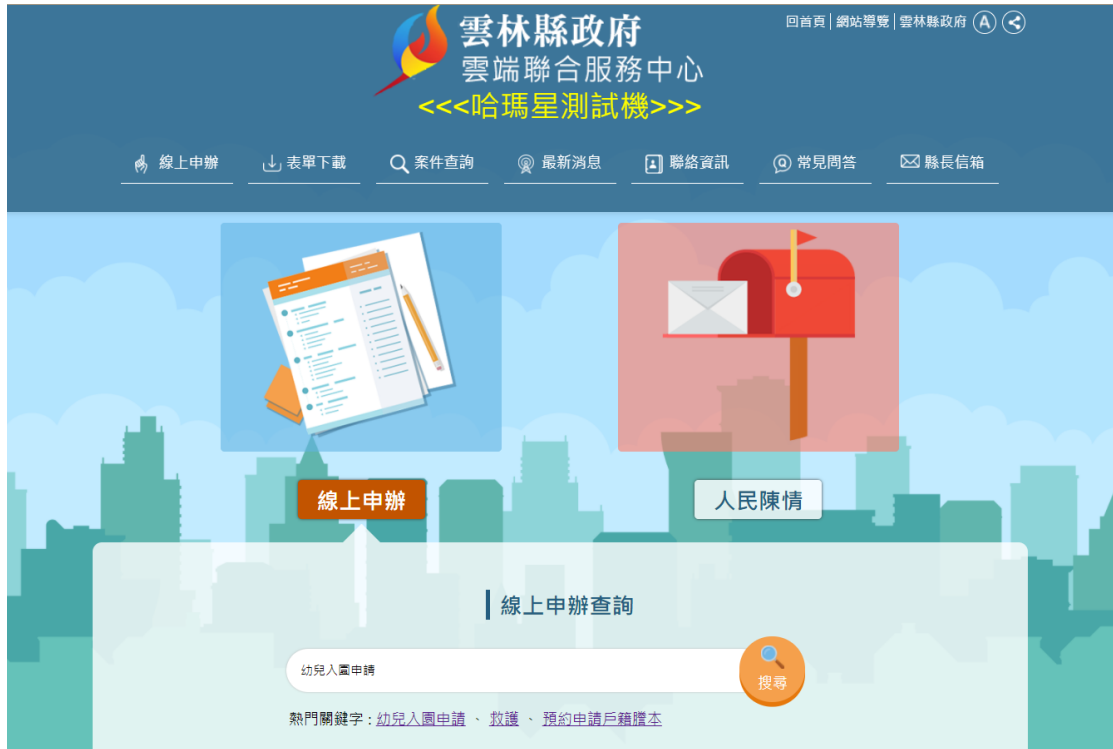 雲林縣政府
雲端聯合服務中心
<<<哈瑪星測試機>>>
回首頁 | 網站導覽 | 雲林縣政府 A
線上申辦 表單下載 案件查詢 最新消息 聯絡資訊 常見問答 縣長信箱
線上申辦 人民陳情
線上申辦查詢
幼兒入園申請
搜尋
熱門關鍵字 : 幼兒入園申請 、 救護 、 預約申請戶籍謄本